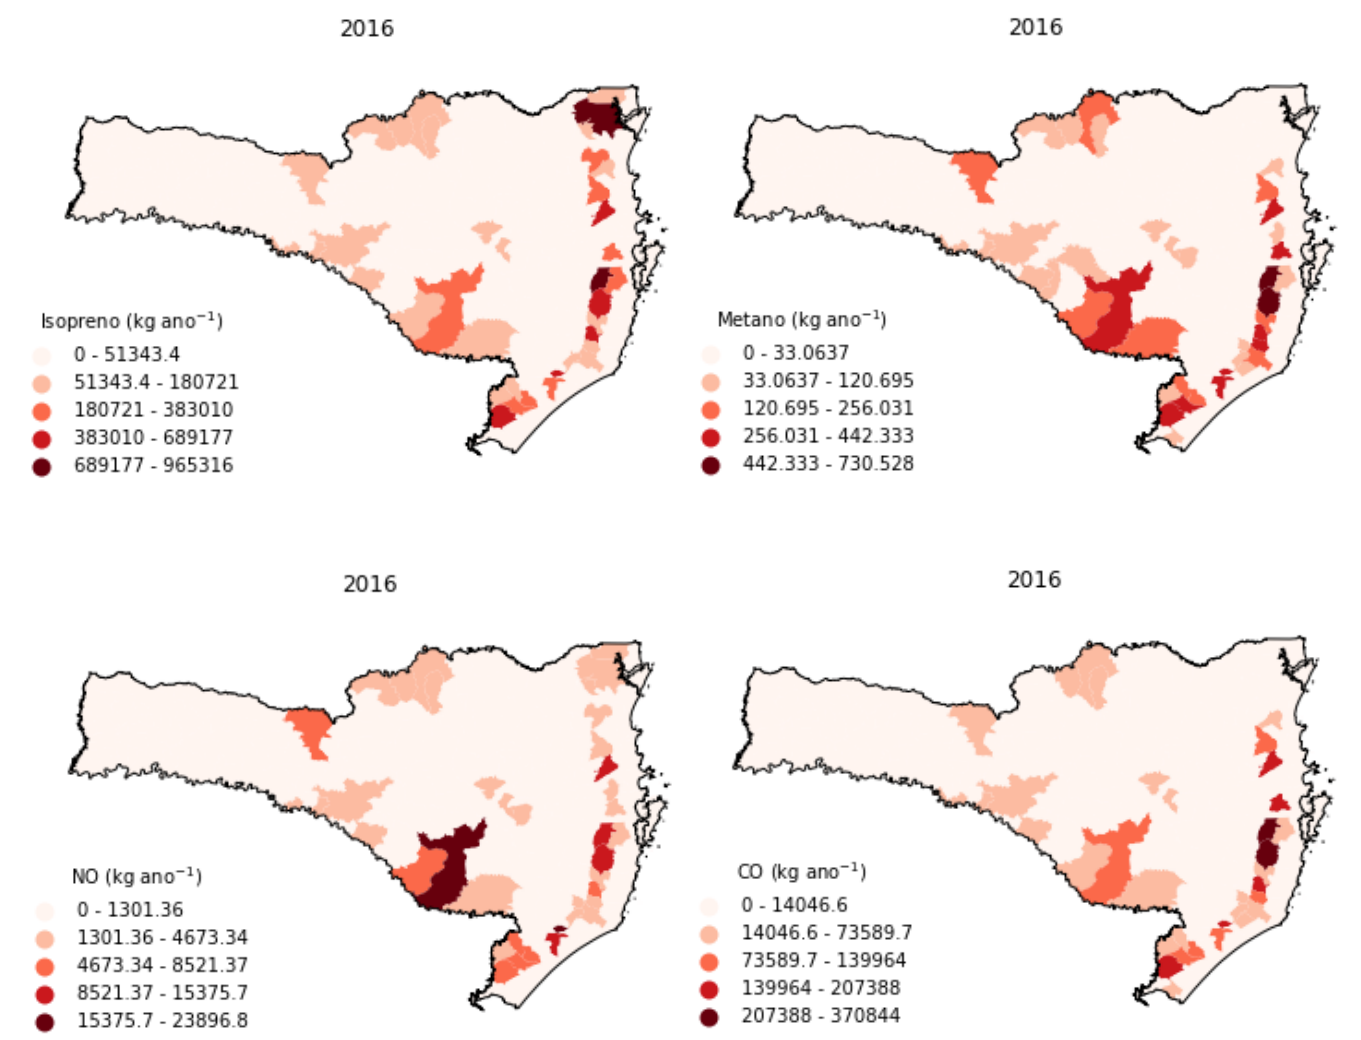 2016
2016
Isopreno (kg ano⁻¹)
0 - 51343.4
51343.4 - 180721
180721 - 383010
383010 - 689177
689177 - 965316
Metano (kg ano⁻¹)
0 - 33.0637
33.0637 - 120.695
120.695 - 256.031
256.031 - 442.333
442.333 - 730.528
2016
2016
NO (kg ano⁻¹)
0 - 1301.36
1301.36 - 4673.34
4673.34 - 8521.37
8521.37 - 15375.7
15375.7 - 23896.8
CO (kg ano⁻¹)
0 - 14046.6
14046.6 - 73589.7
73589.7 - 139964
139964 - 207388
207388 - 370844